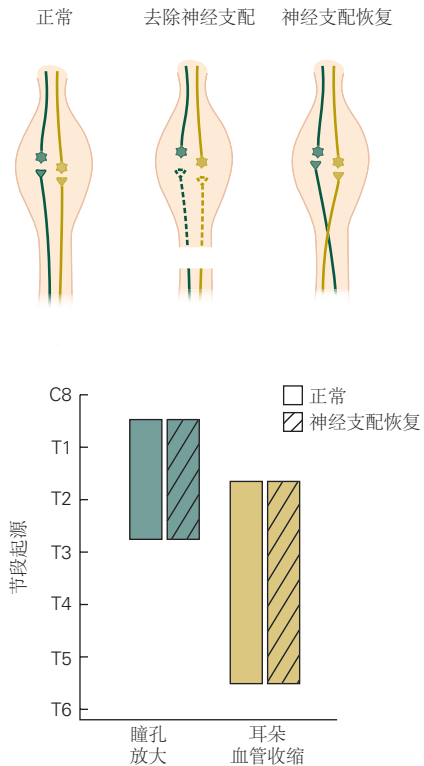 正常
去除神经支配
神经支配恢复
正常
神经支配恢复
节段起源
C8
T1
T2
T3
T4
T5
T6
瞳孔
放大
耳朵
血管收缩